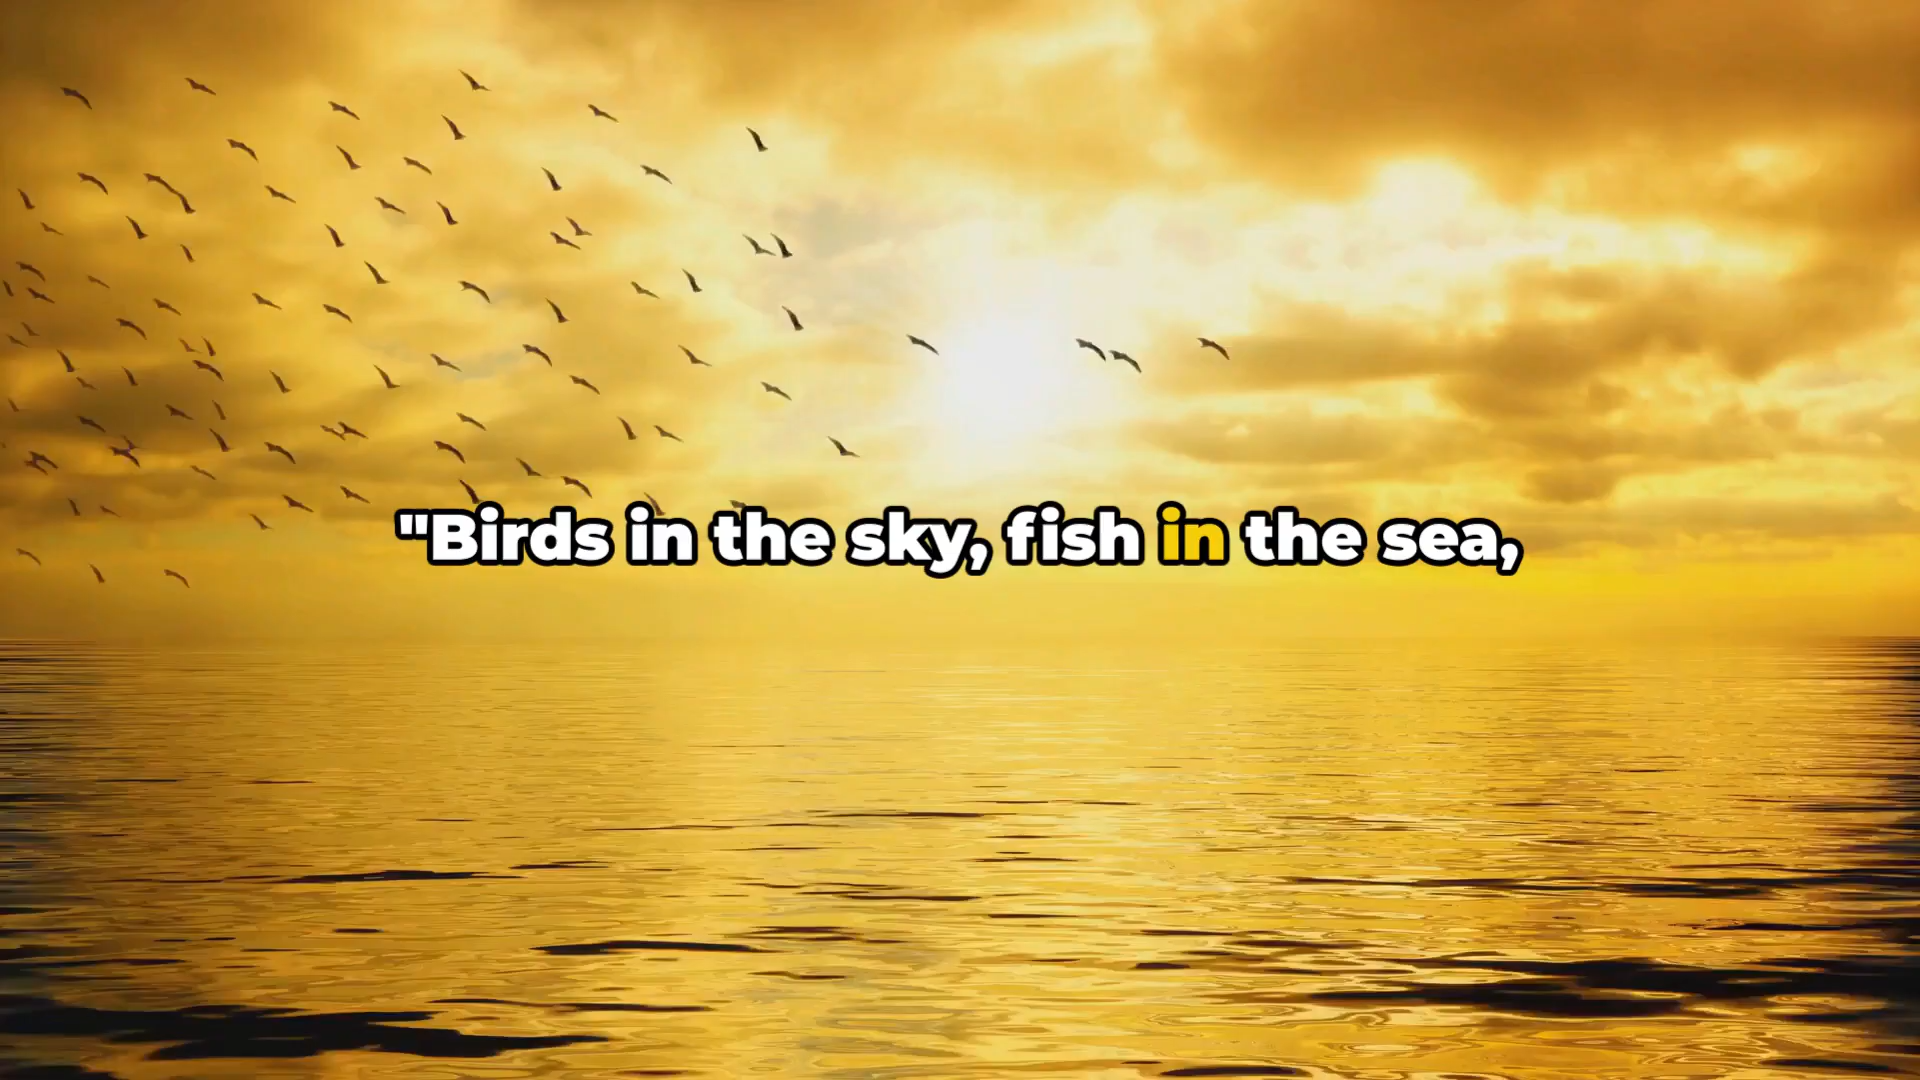 "Birds in the sky, fish in the sea,